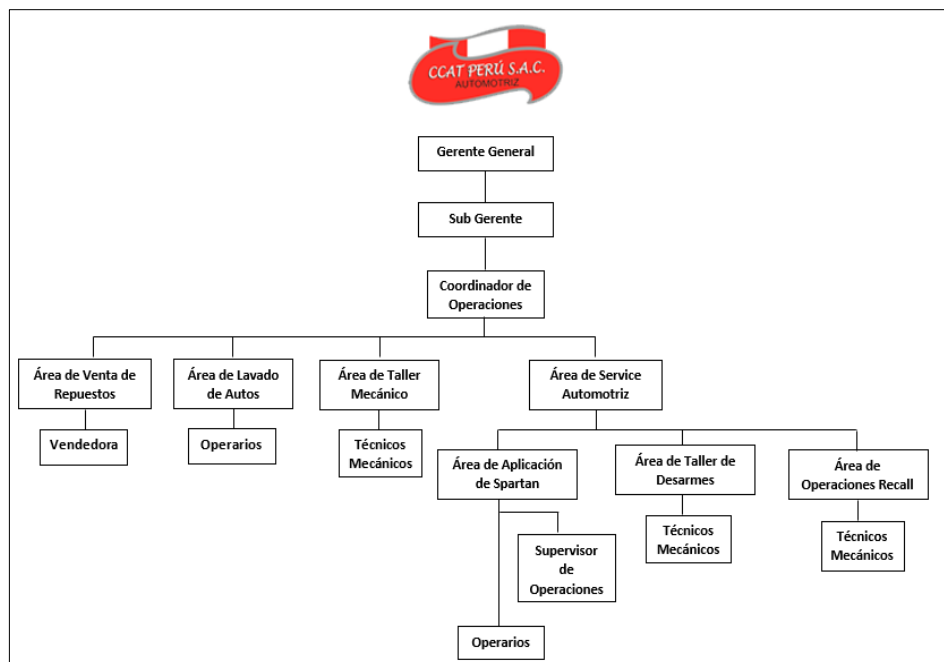 CCAT PERÚ S.A.C.
AUTOMOTRIZ
Gerente General
Sub Gerente
Coordinador de
Operaciones
Área de Venta de
Repuestos
Área de Lavado
de Autos
Área de Taller
Mecánico
Área de Service
Automotriz
Vendedora
Operarios
Técnicos
Mecánicos
Área de Aplicación
de Spartan
Área de Taller de
Desarmes
Área de
Operaciones Recall
Supervisor
de
Operaciones
Técnicos
Mecánicos
Técnicos
Mecánicos
Operarios